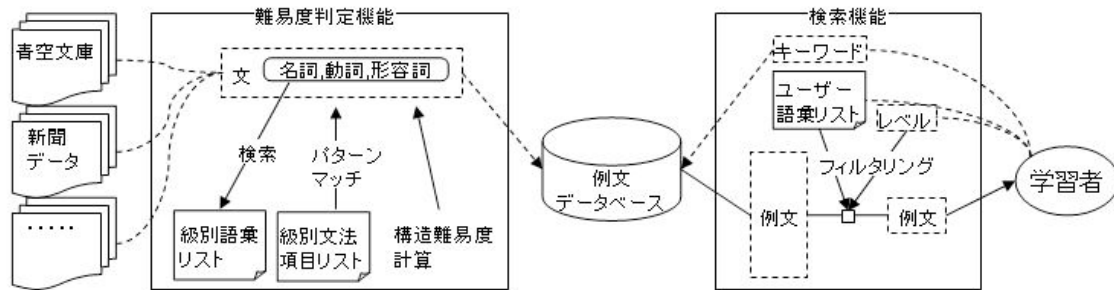 青空文庫
新聞
データ
・・・・・
難易度判定機能
文
名詞,動詞,形容詞
検索
パターン
マッチ
級別語彙
リスト
級別文法
項目リスト
構造難易度
計算
例文
データベース
検索機能
キーワード
ユーザー
語彙リスト
レベル
フィルタリング
例文
例文
学習者